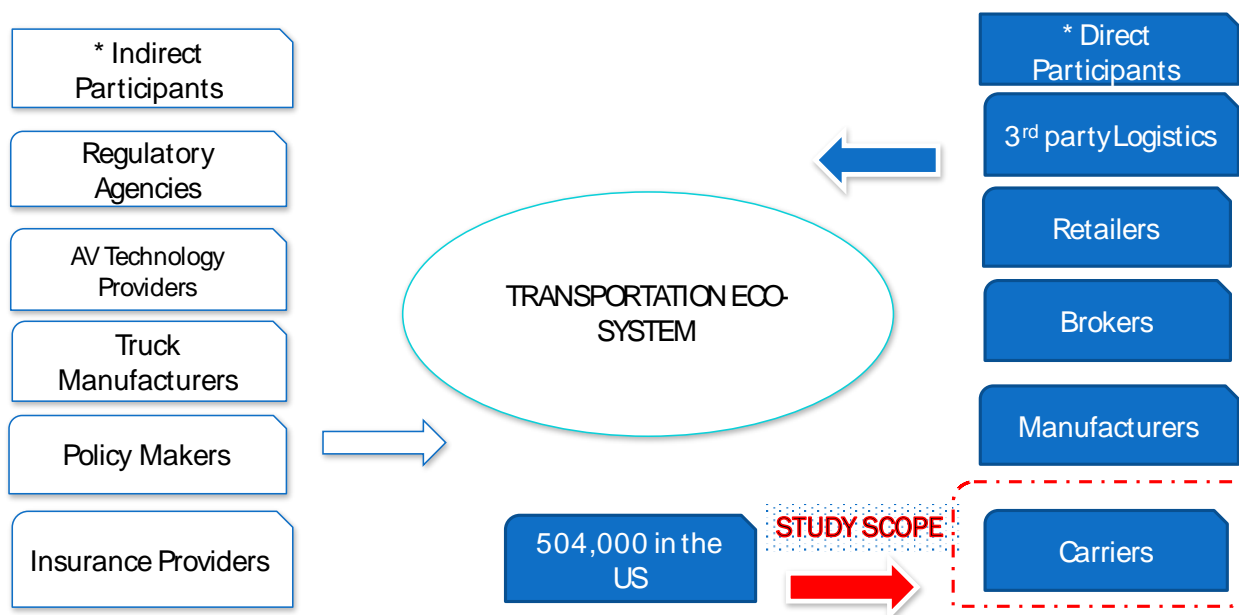 * Indirect
Participants
Regulatory
Agencies
AV Technology
Providers
Truck
Manufacturers
Policy Makers
Insurance Providers
TRANSPORTATION ECO-
SYSTEM
504,000 in the
US
STUDY SCOPE
* Direct
Participants
3rd party Logistics
Retailers
Brokers
Manufacturers
Carriers